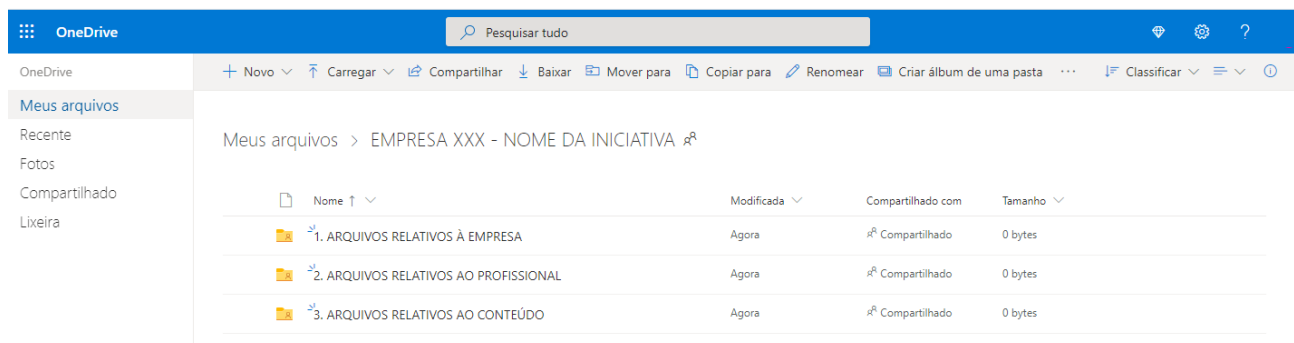 OneDrive
Pesquisar tudo
?
OneDrive
Novo Carregar Compartilhar Baixar Mover para Copiar para Renomear Criar álbum de uma pasta ... Classificar
Meus arquivos
Recente
Fotos
Compartilhado
Lixeira
Meus arquivos > EMPRESA XXX - NOME DA INICIATIVA
Nome Modificada Compartilhado com Tamanho
1. ARQUIVOS RELATIVOS À EMPRESA Agora Compartilhado 0 bytes
2. ARQUIVOS RELATIVOS AO PROFISSIONAL Agora Compartilhado 0 bytes
3. ARQUIVOS RELATIVOS AO CONTEÚDO Agora Compartilhado 0 bytes